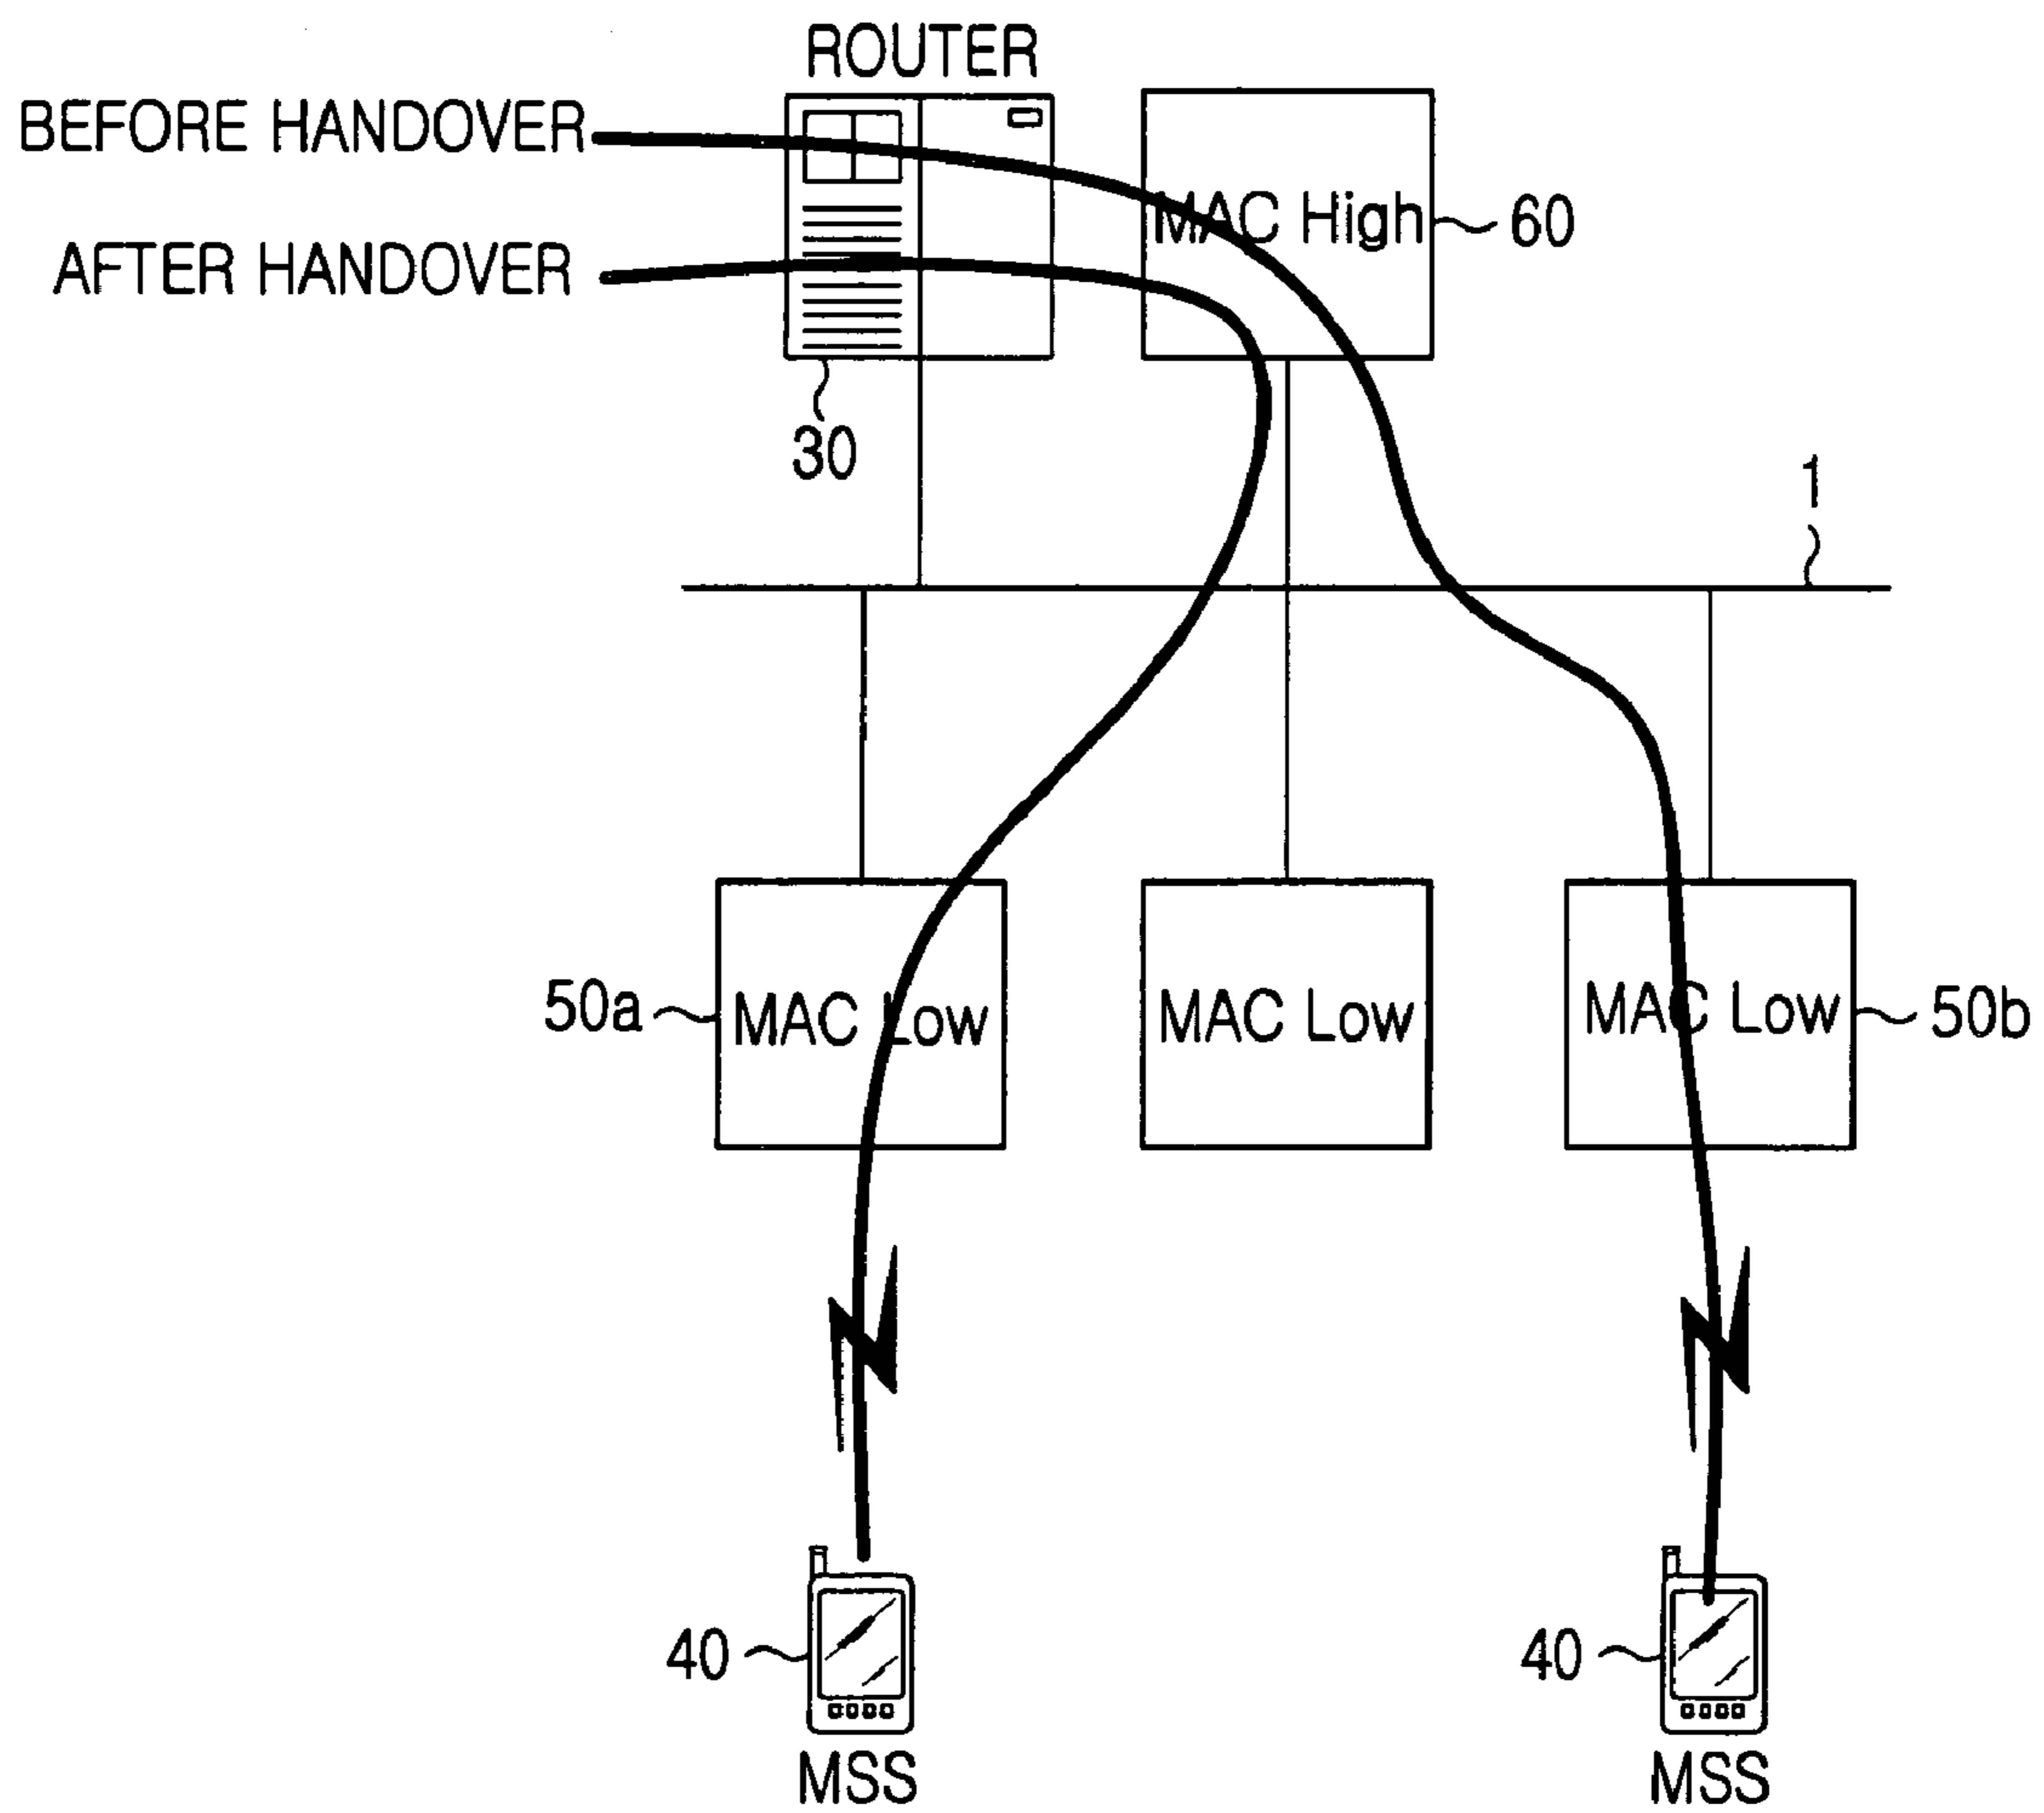 ROUTER
BEFORE HANDOVER
MAC High
60
AFTER HANDOVER
30
1
50a
MAC Low
MAC Low
MAC Low
50b
40
40
MSS
MSS